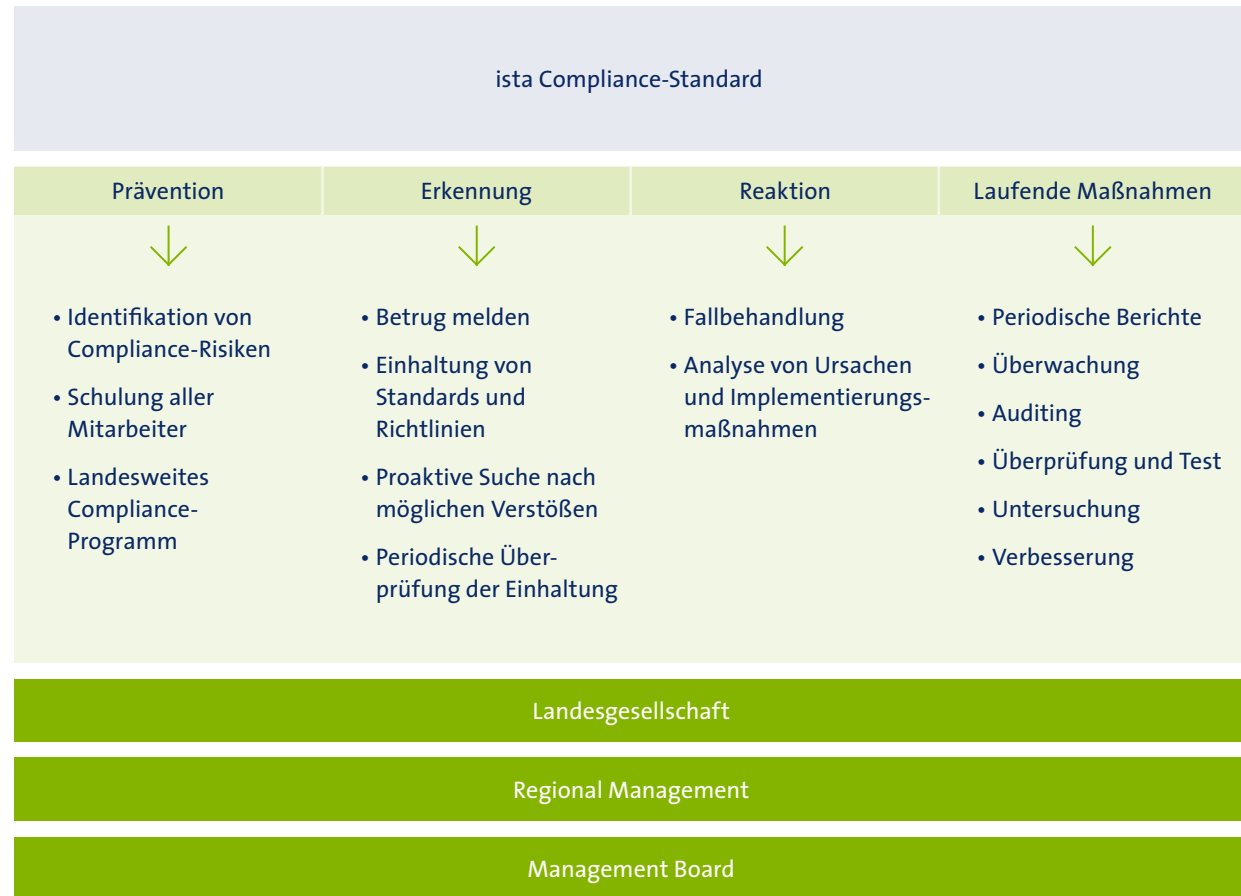 ista Compliance-Standard
Prävention
• Identifikation von
Compliance-Risiken
• Schulung aller
Mitarbeiter
• Landesweites
Compliance-
Programm
Erkennung
• Betrug melden
• Einhaltung von
Standards und
Richtlinien
• Proaktive Suche nach
möglichen Verstößen
• Periodische Über-
prüfung der Einhaltung
Reaktion
• Fallbehandlung
• Analyse von Ursachen
und Implementierungs-
maßnahmen
Laufende Maßnahmen
• Periodische Berichte
• Überwachung
• Auditing
• Überprüfung und Test
• Untersuchung
• Verbesserung
Landesgesellschaft
Regional Management
Management Board